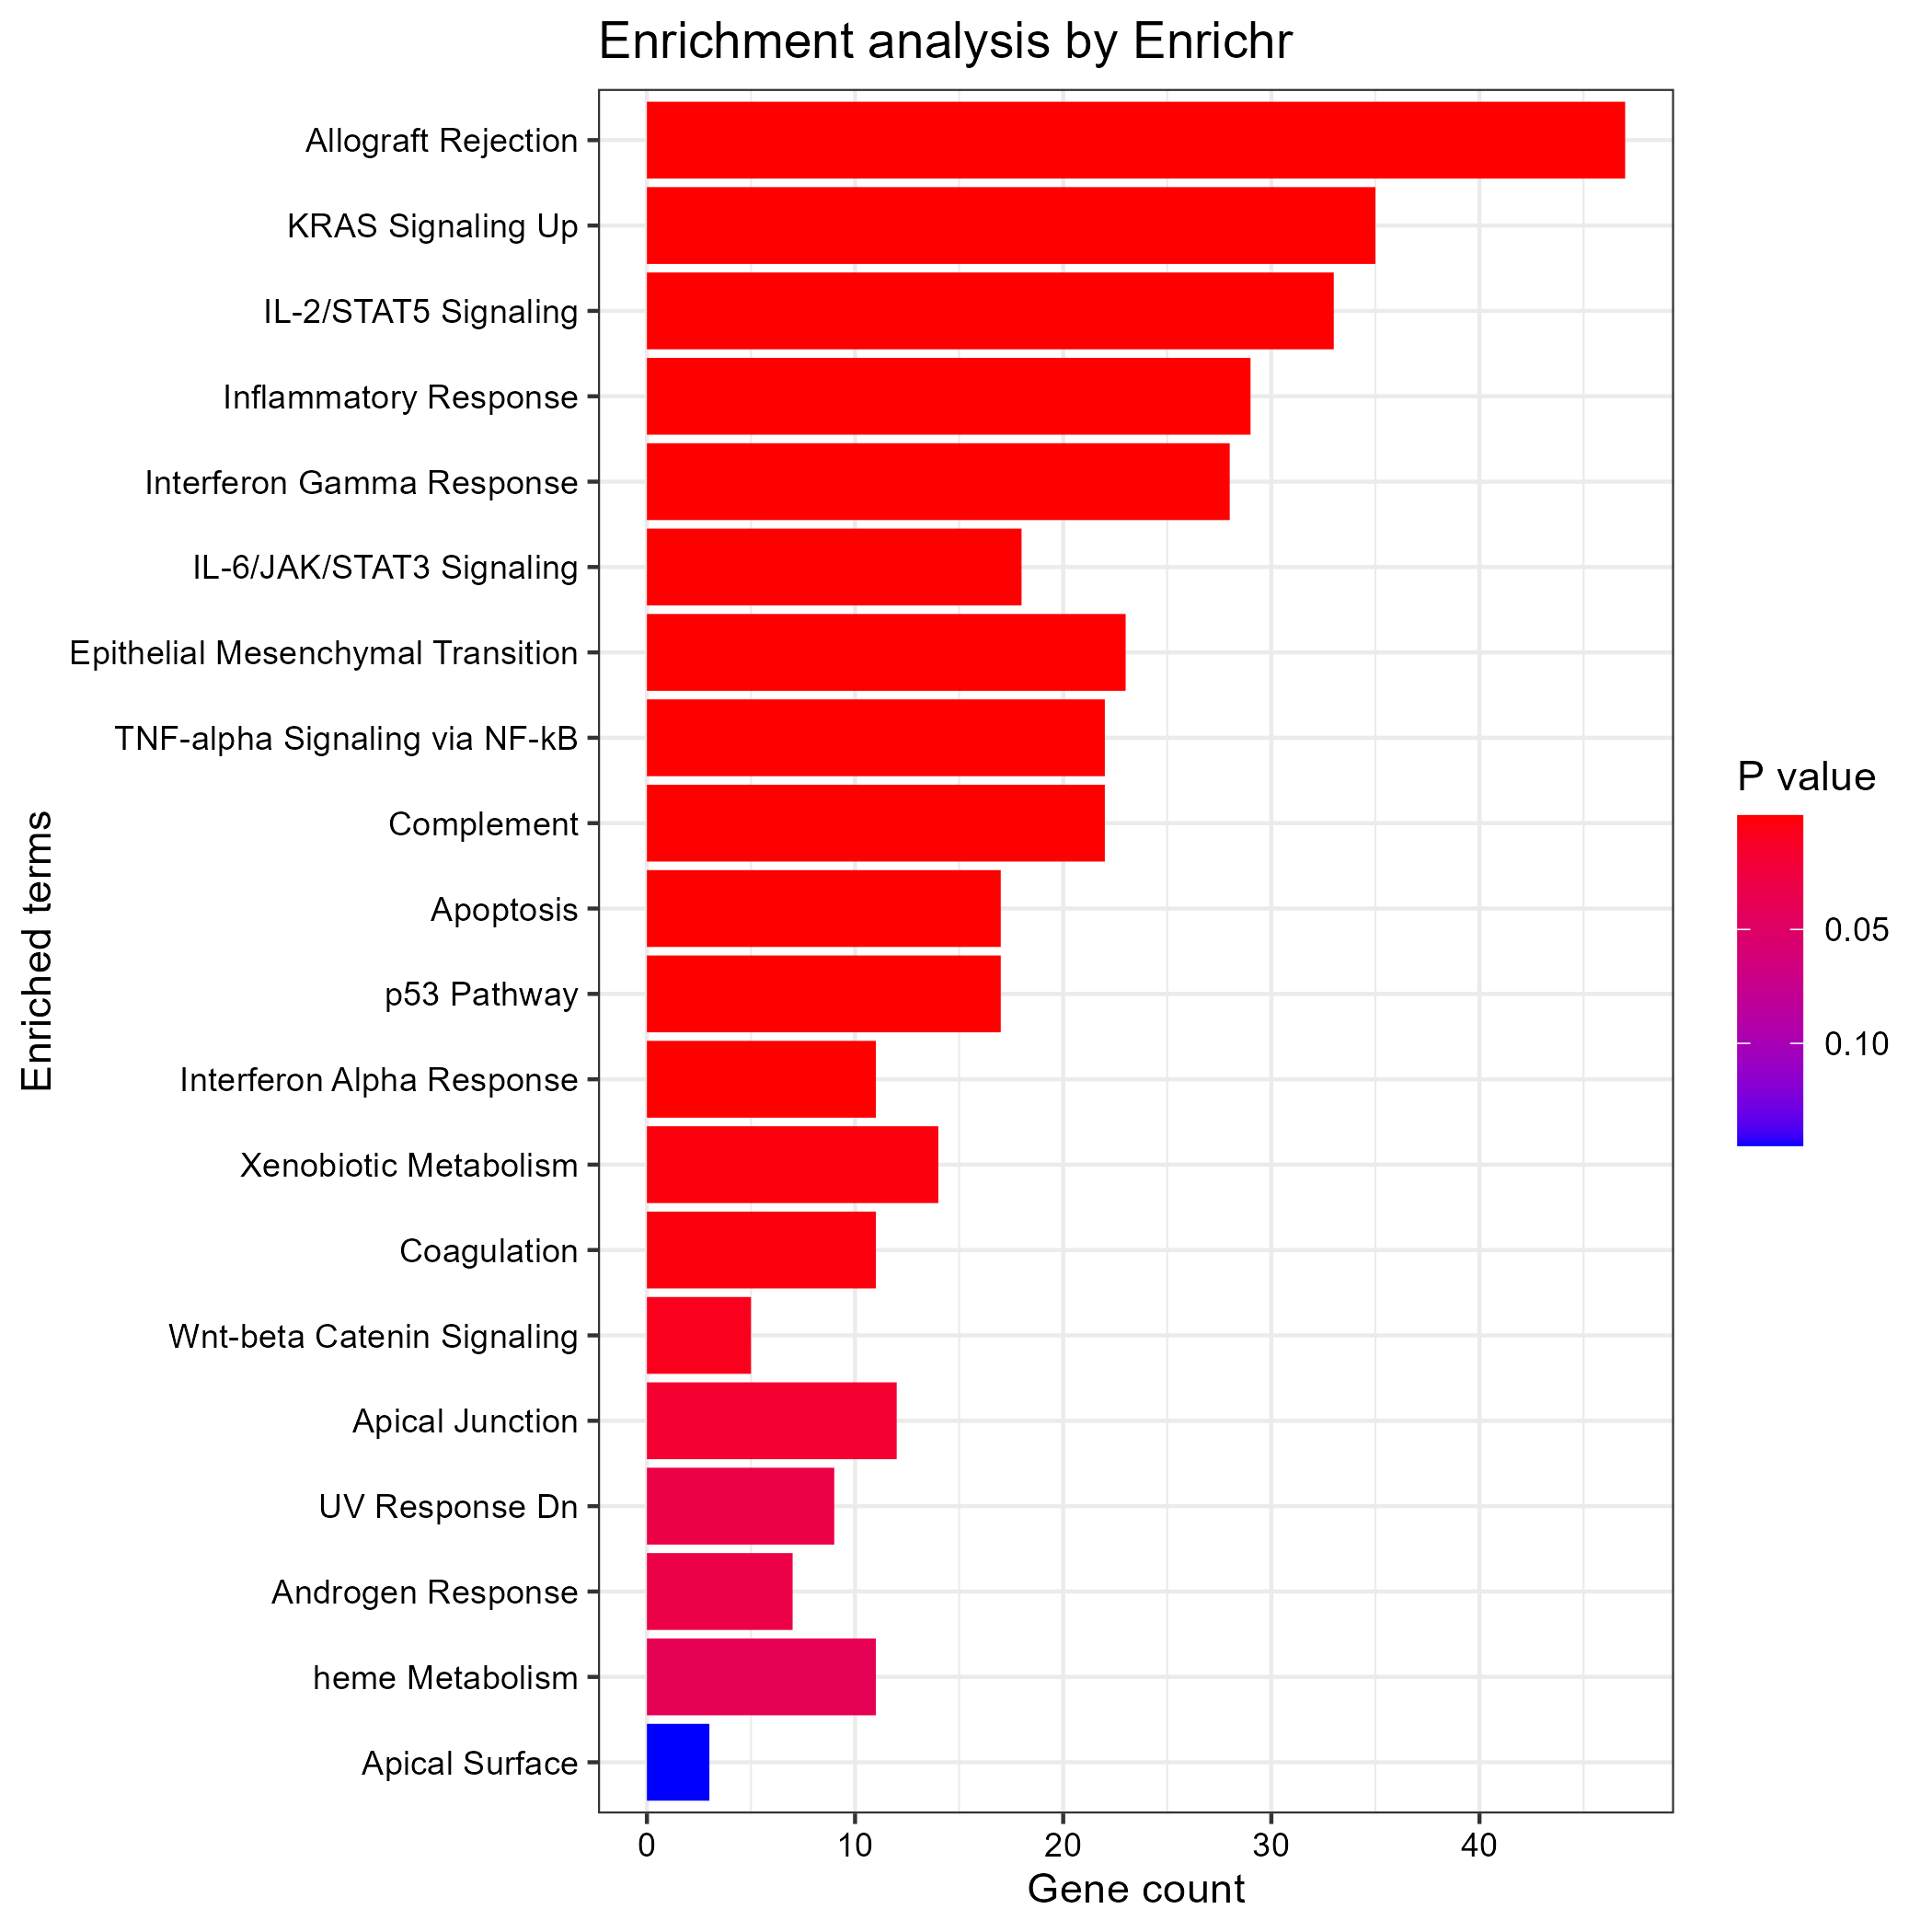 Enrichment analysis by Enrichr
Enriched terms
Allograft Rejection
KRAS Signaling Up
IL-2/STAT5 Signaling
Inflammatory Response
Interferon Gamma Response
IL-6/JAK/STAT3 Signaling
Epithelial Mesenchymal Transition
TNF-alpha Signaling via NF-kB
Complement
Apoptosis
p53 Pathway
Interferon Alpha Response
Xenobiotic Metabolism
Coagulation
Wnt-beta Catenin Signaling
Apical Junction
UV Response Dn
Androgen Response
heme Metabolism
Apical Surface
0 10 20 30 40
Gene count
P value
0.05
0.10